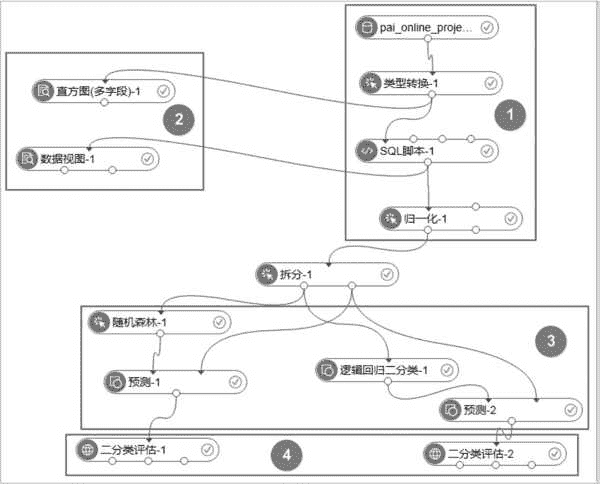 pai_online_proje...
类型转换-1
直方图(多字段)-1
1
2
SQL脚本-1
数据视图-1
归一化-1
拆分-1
随机森林-1
3
逻辑回归二分类-1
预测-1
预测-2
二分类评估-1
4
二分类评估-2